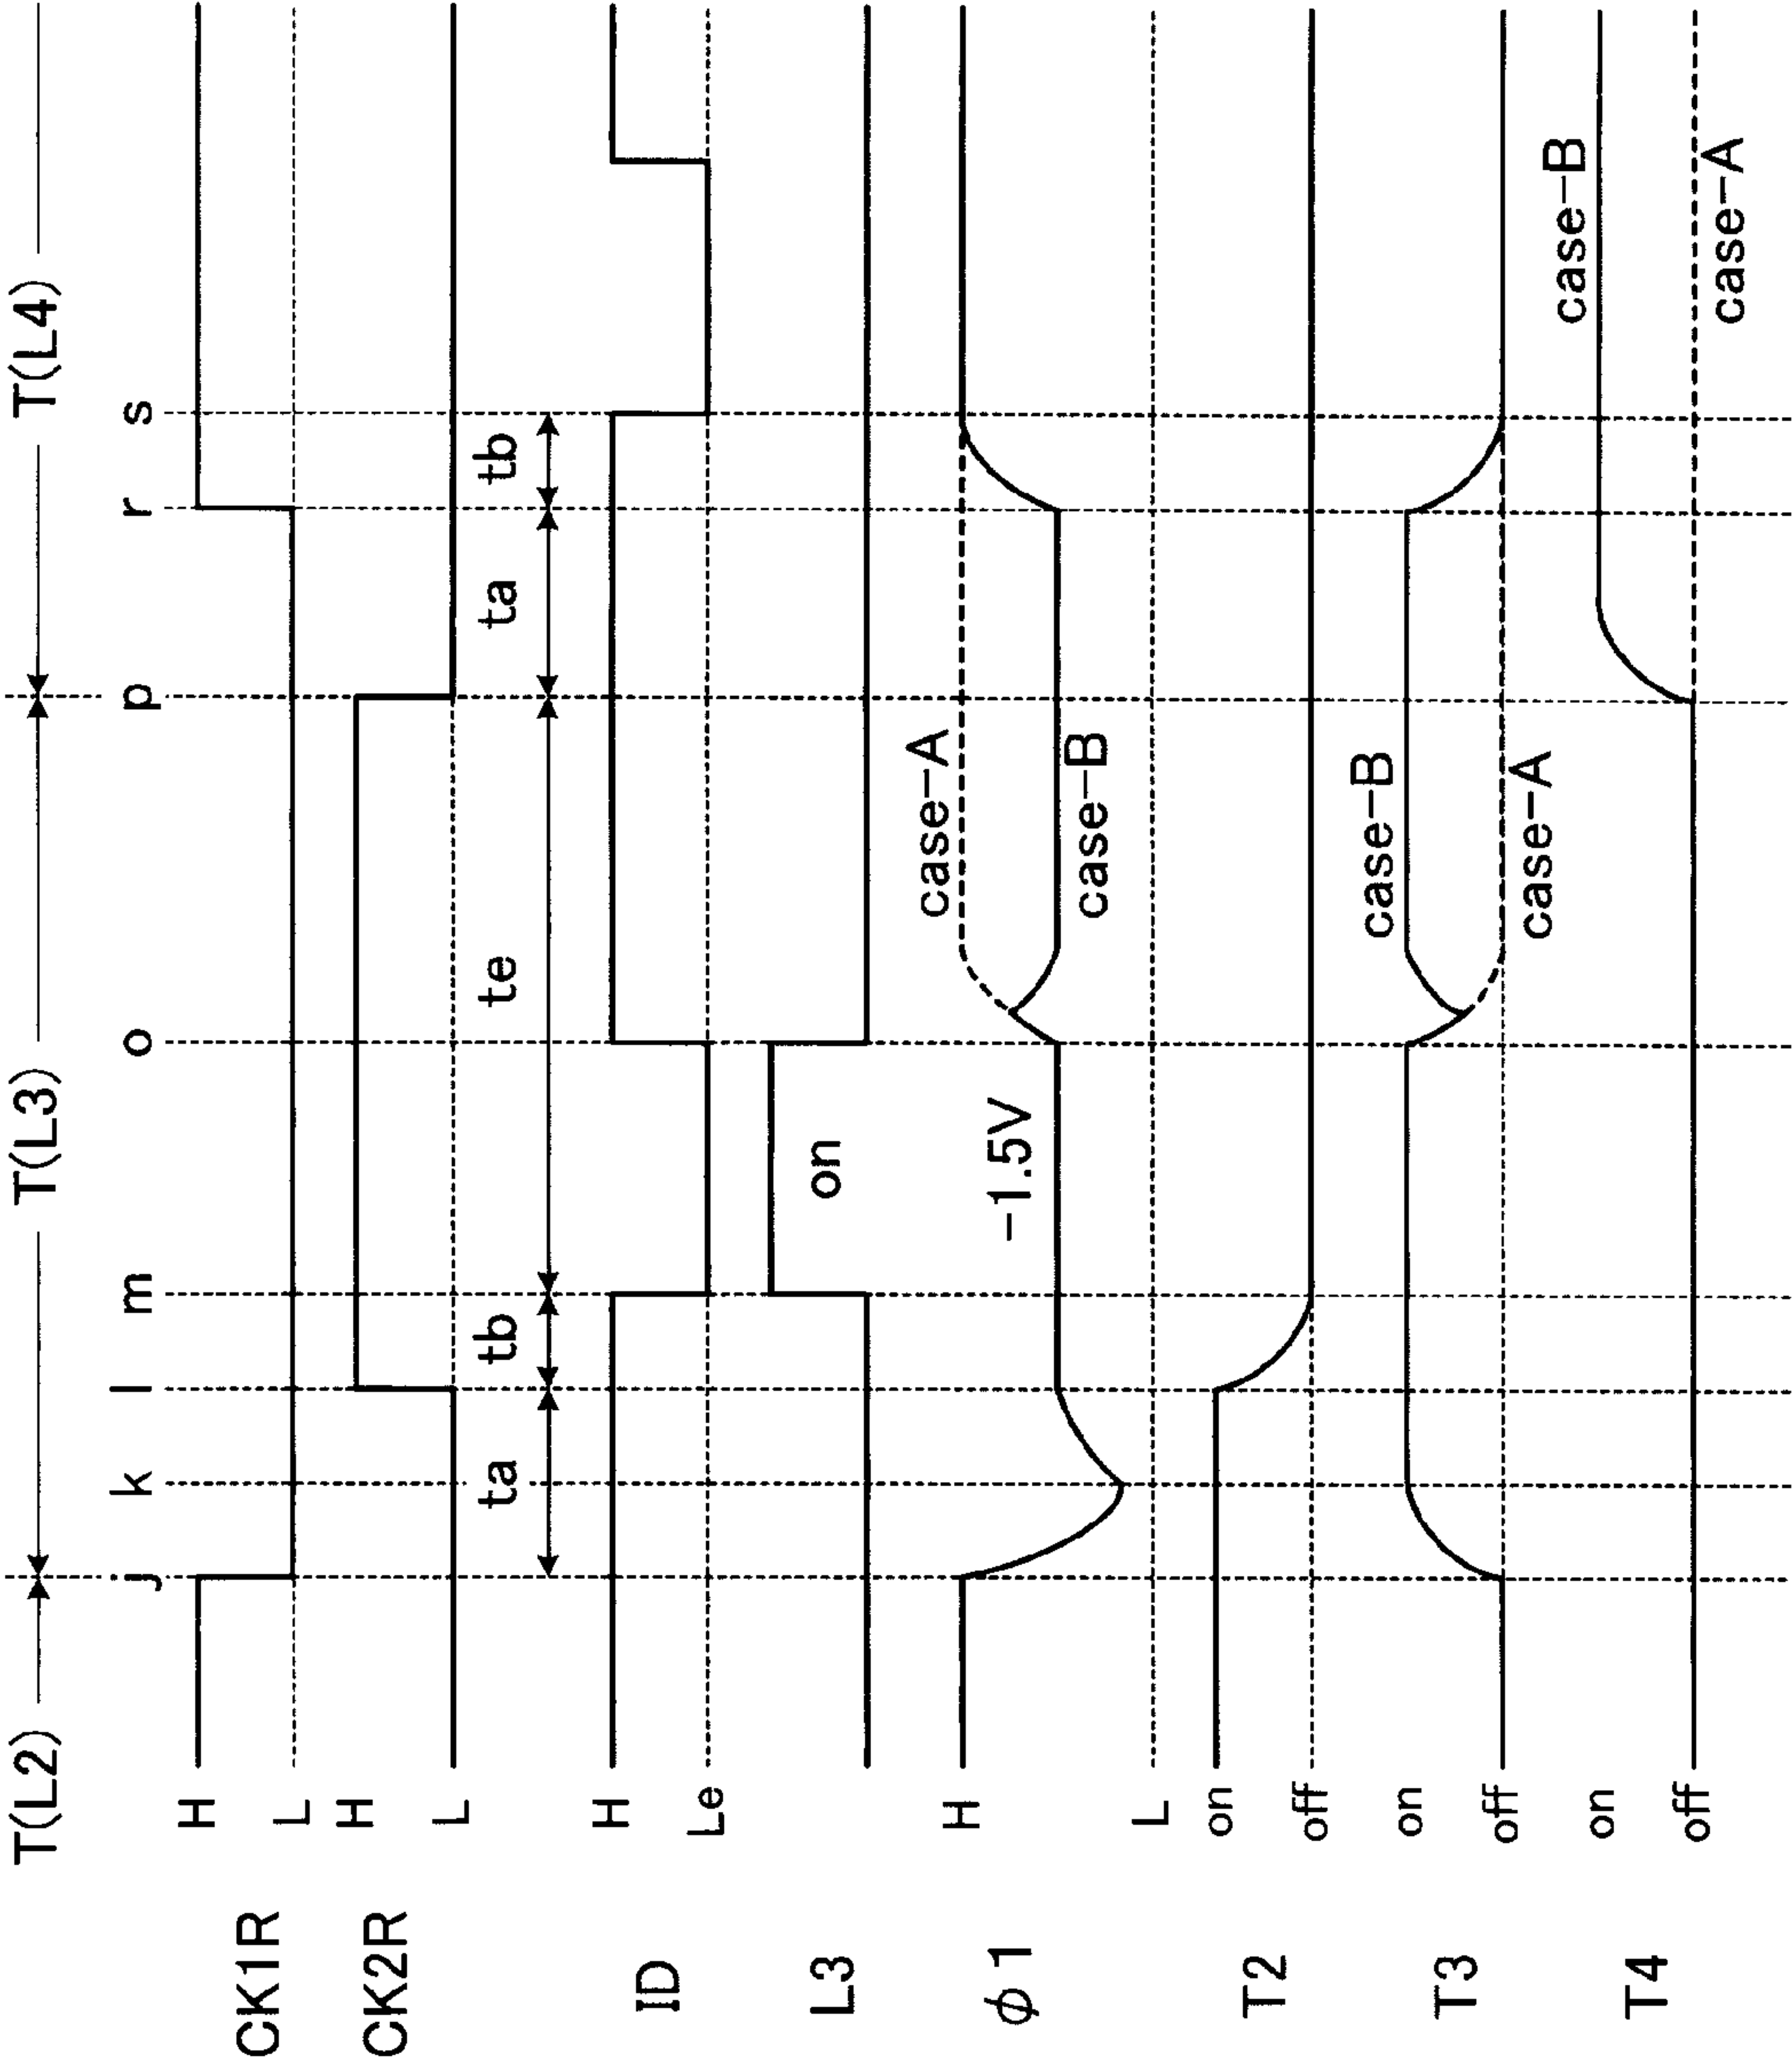 T(L2) T(L3) T(L4)
j k l m o p r s
CK1R H L
CK2R H L
ta tb te ta tb
ID H Le
L3 on
φ1 H L -1.5V case-A case-B
T2 on off
T3 on off case-B case-A
T4 on off case-B case-A